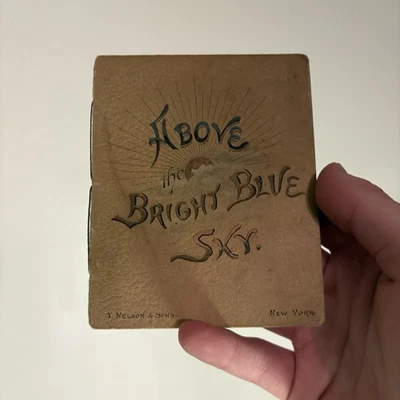 ABOVE
the
BRIGHT BLUE
SKY.
T. NELSON & SONS. NEW YORK.